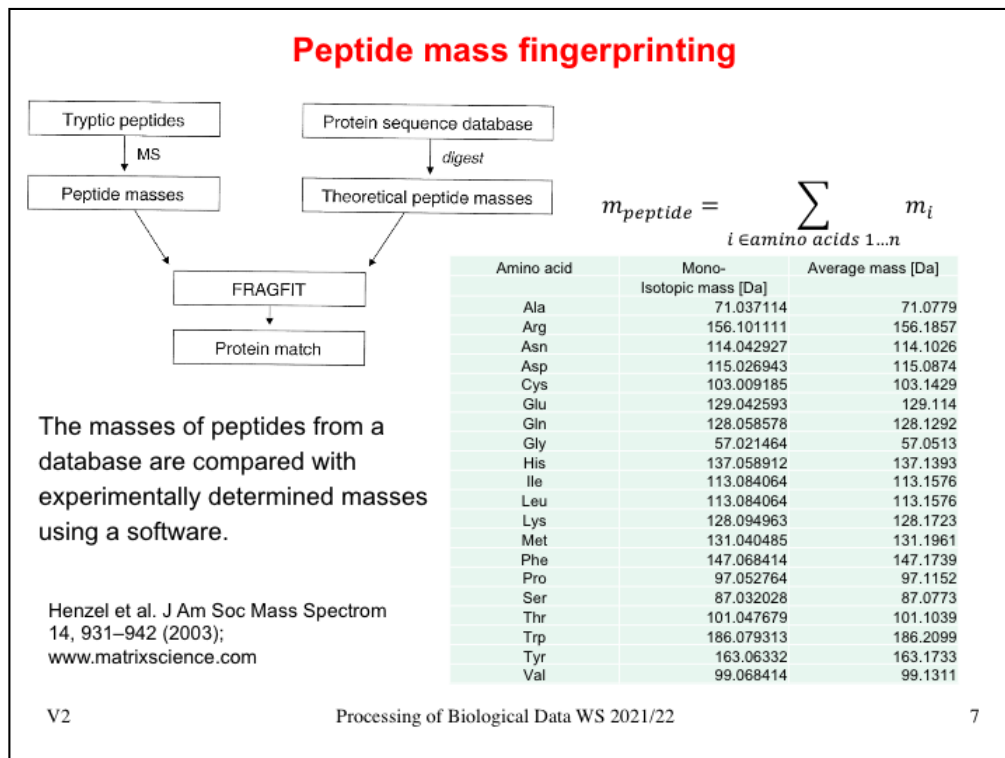 Peptide mass fingerprinting
Tryptic peptides
MS
Peptide masses
Protein sequence database
digest
Theoretical peptide masses
FRAGFIT
Protein match
m_peptide = ∑ m_i
i ∈amino acids 1…n
Amino acid Mono- Average mass [Da]
Isotopic mass [Da]
Ala 71.037114 71.0779
Arg 156.101111 156.1857
Asn 114.042927 114.1026
Asp 115.026943 115.0874
Cys 103.009185 103.1429
Glu 129.042593 129.114
Gln 128.058578 128.1292
Gly 57.021464 57.0513
His 137.058912 137.1393
Ile 113.084064 113.1576
Leu 113.084064 113.1576
Lys 128.094963 128.1723
Met 131.040485 131.1961
Phe 147.068414 147.1739
Pro 97.052764 97.1152
Ser 87.032028 87.0773
Thr 101.047679 101.1039
Trp 186.079313 186.2099
Tyr 163.06332 163.1733
Val 99.068414 99.1311
The masses of peptides from a
database are compared with
experimentally determined masses
using a software.
Henzel et al. J Am Soc Mass Spectrom
14, 931–942 (2003);
www.matrixscience.com
V2 Processing of Biological Data WS 2021/22 7